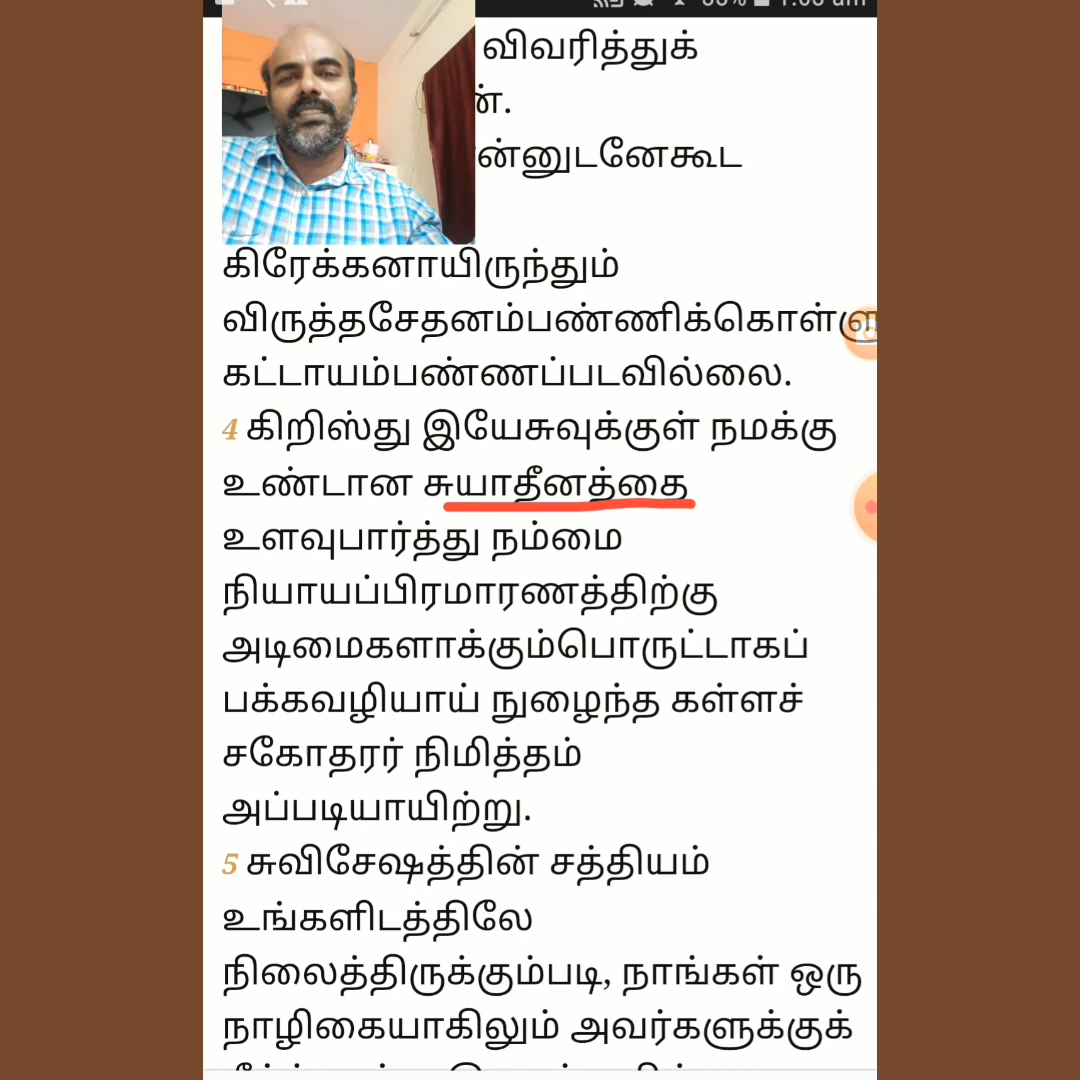 விவரித்துக்
ன்.
ன்னுடனேகூட
கிரேக்கனாயிருந்தும்
விருத்தசேதனம்பண்ணிக்கொள்ளு
கட்டாயம்பண்ணப்படவில்லை.
4 கிறிஸ்து இயேசுவுக்குள் நமக்கு
உண்டான சுயாதீனத்தை
உளவுபார்த்து நம்மை
நியாயப்பிரமாரணத்திற்கு
அடிமைகளாக்கும்பொருட்டாகப்
பக்கவழியாய் நுழைந்த கள்ளச்
சகோதரர் நிமித்தம்
அப்படியாயிற்று.
5 சுவிசேஷத்தின் சத்தியம்
உங்களிடத்திலே
நிலைத்திருக்கும்படி, நாங்கள் ஒரு
நாழிகையாகிலும் அவர்களுக்குக்